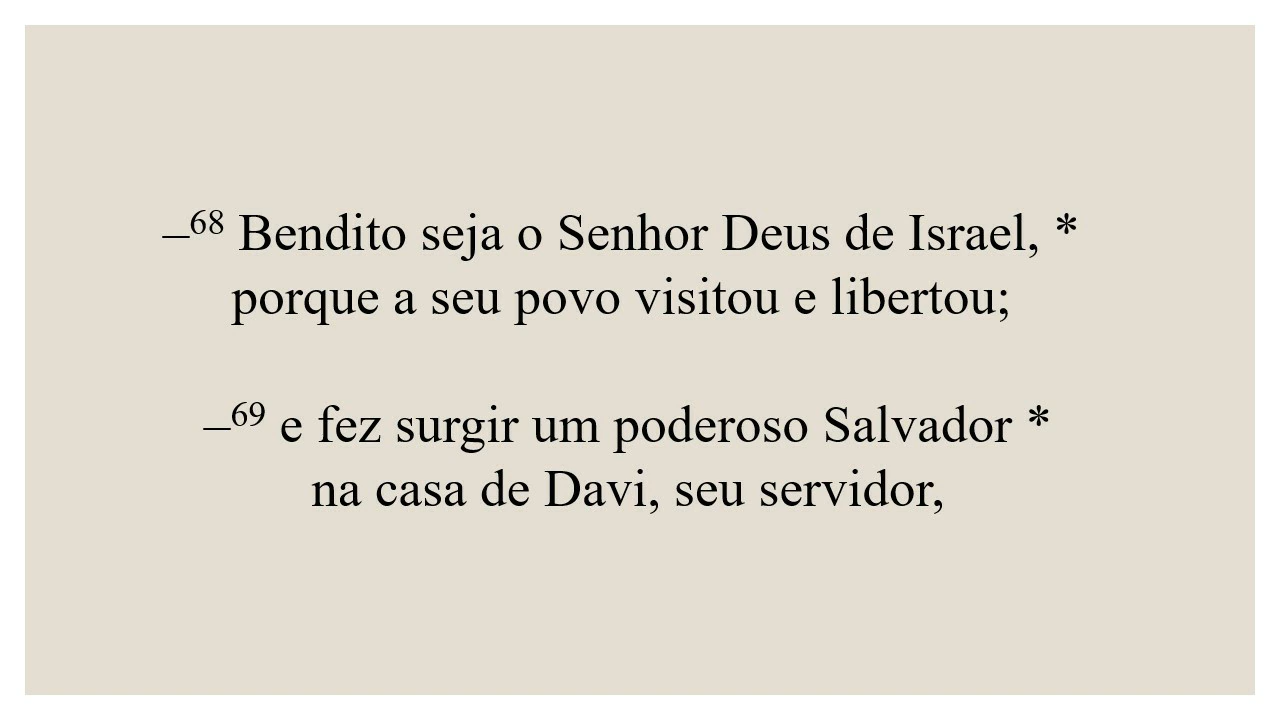 –68 Bendito seja o Senhor Deus de Israel, *
porque a seu povo visitou e libertou;
–69 e fez surgir um poderoso Salvador *
na casa de Davi, seu servidor,